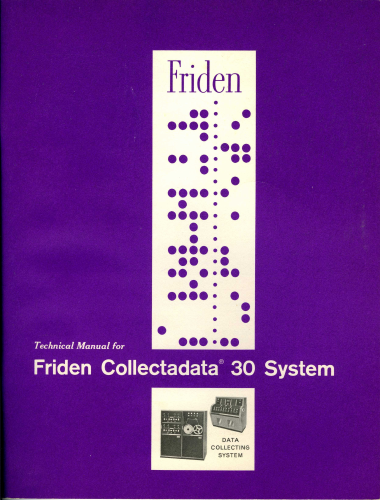 Friden
Technical Manual for
Friden Collectadata® 30 System
DATA
COLLECTING
SYSTEM